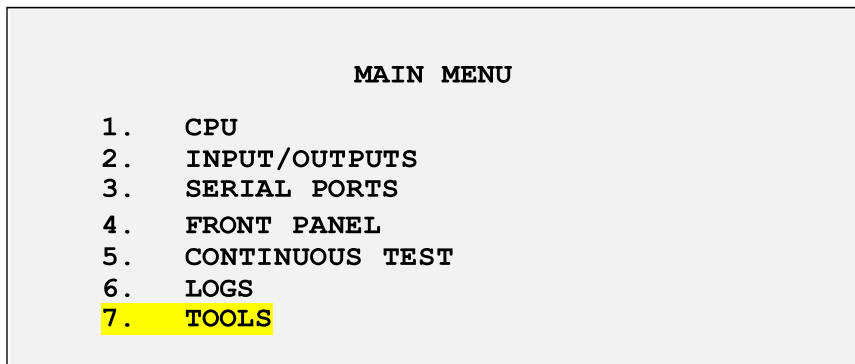 MAIN MENU
1. CPU
2. INPUT/OUTPUTS
3. SERIAL PORTS
4. FRONT PANEL
5. CONTINUOUS TEST
6. LOGS
7. TOOLS